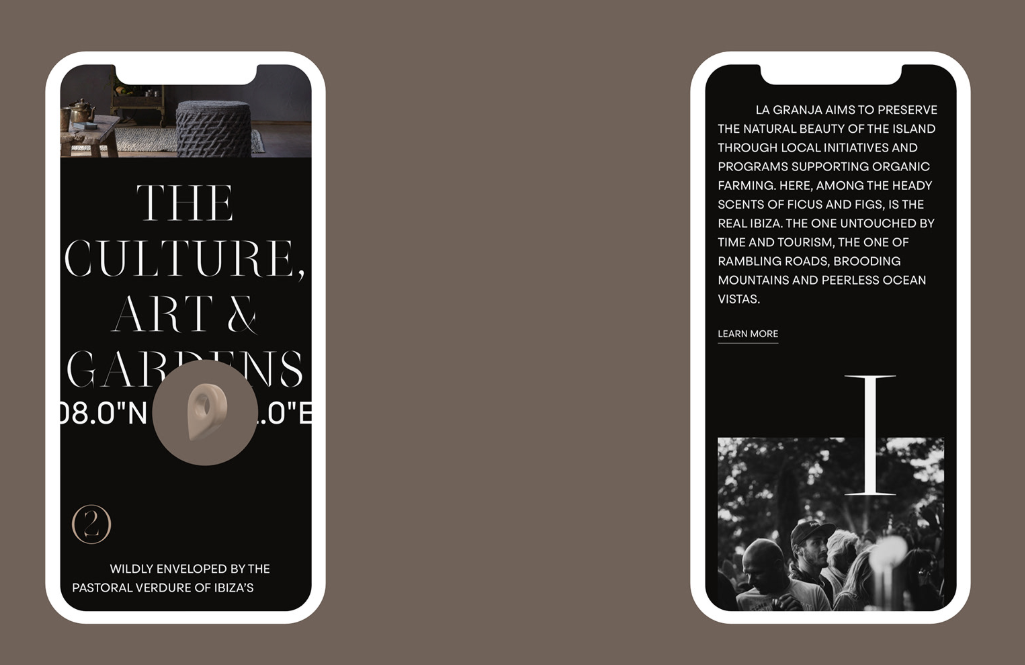 THE
CULTURE,
ART &
GARDENS
08.0"N .0"E
2
WILDLY ENVELOPED BY THE
PASTORAL VERDURE OF IBIZA'S
LA GRANJA AIMS TO PRESERVE
THE NATURAL BEAUTY OF THE ISLAND
THROUGH LOCAL INITIATIVES AND
PROGRAMS SUPPORTING ORGANIC
FARMING. HERE, AMONG THE HEADY
SCENTS OF FICUS AND FIGS, IS THE
REAL IBIZA. THE ONE UNTOUCHED BY
TIME AND TOURISM, THE ONE OF
RAMBLING ROADS, BROODING
MOUNTAINS AND PEERLESS OCEAN
VISTAS.
LEARN MORE
I